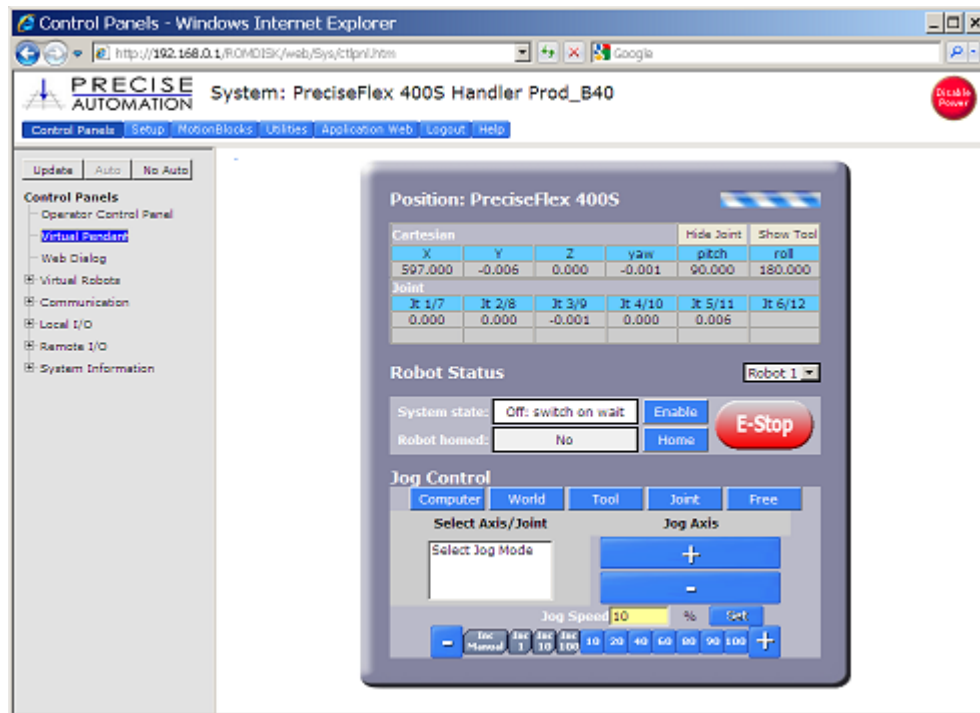 Control Panels - Windows Internet Explorer
http://192.168.0.1/ROMDISK/web/Sys/ctlpnl.htm Google
PRECISE
AUTOMATION
System: PreciseFlex 400S Handler Prod_B40
Disable
Power
Control Panels Setup MotionBlocks Utilities Application Web Logout Help
Update Auto No Auto
Control Panels
Operator Control Panel
Virtual Pendant
Web Dialog
Virtual Robots
Communication
Local I/O
Remote I/O
System Information
Position: PreciseFlex 400S
Cartesian Hide Joint Show Tool
X Y Z yaw pitch roll
597.000 -0.006 0.000 -0.001 90.000 180.000
Joint
Jt 1/7 Jt 2/8 Jt 3/9 Jt 4/10 Jt 5/11 Jt 6/12
0.000 0.000 -0.001 0.000 0.006
Robot Status Robot 1
System state: Off: switch on wait Enable
Robot homed: No Home
E-Stop
Jog Control
Computer World Tool Joint Free
Select Axis/Joint Jog Axis
Select Jog Mode
+
-
Jog Speed 10 % Set
- Inc Manual Inc 1 Inc 10 Inc 100 10 20 40 60 80 90 100 +